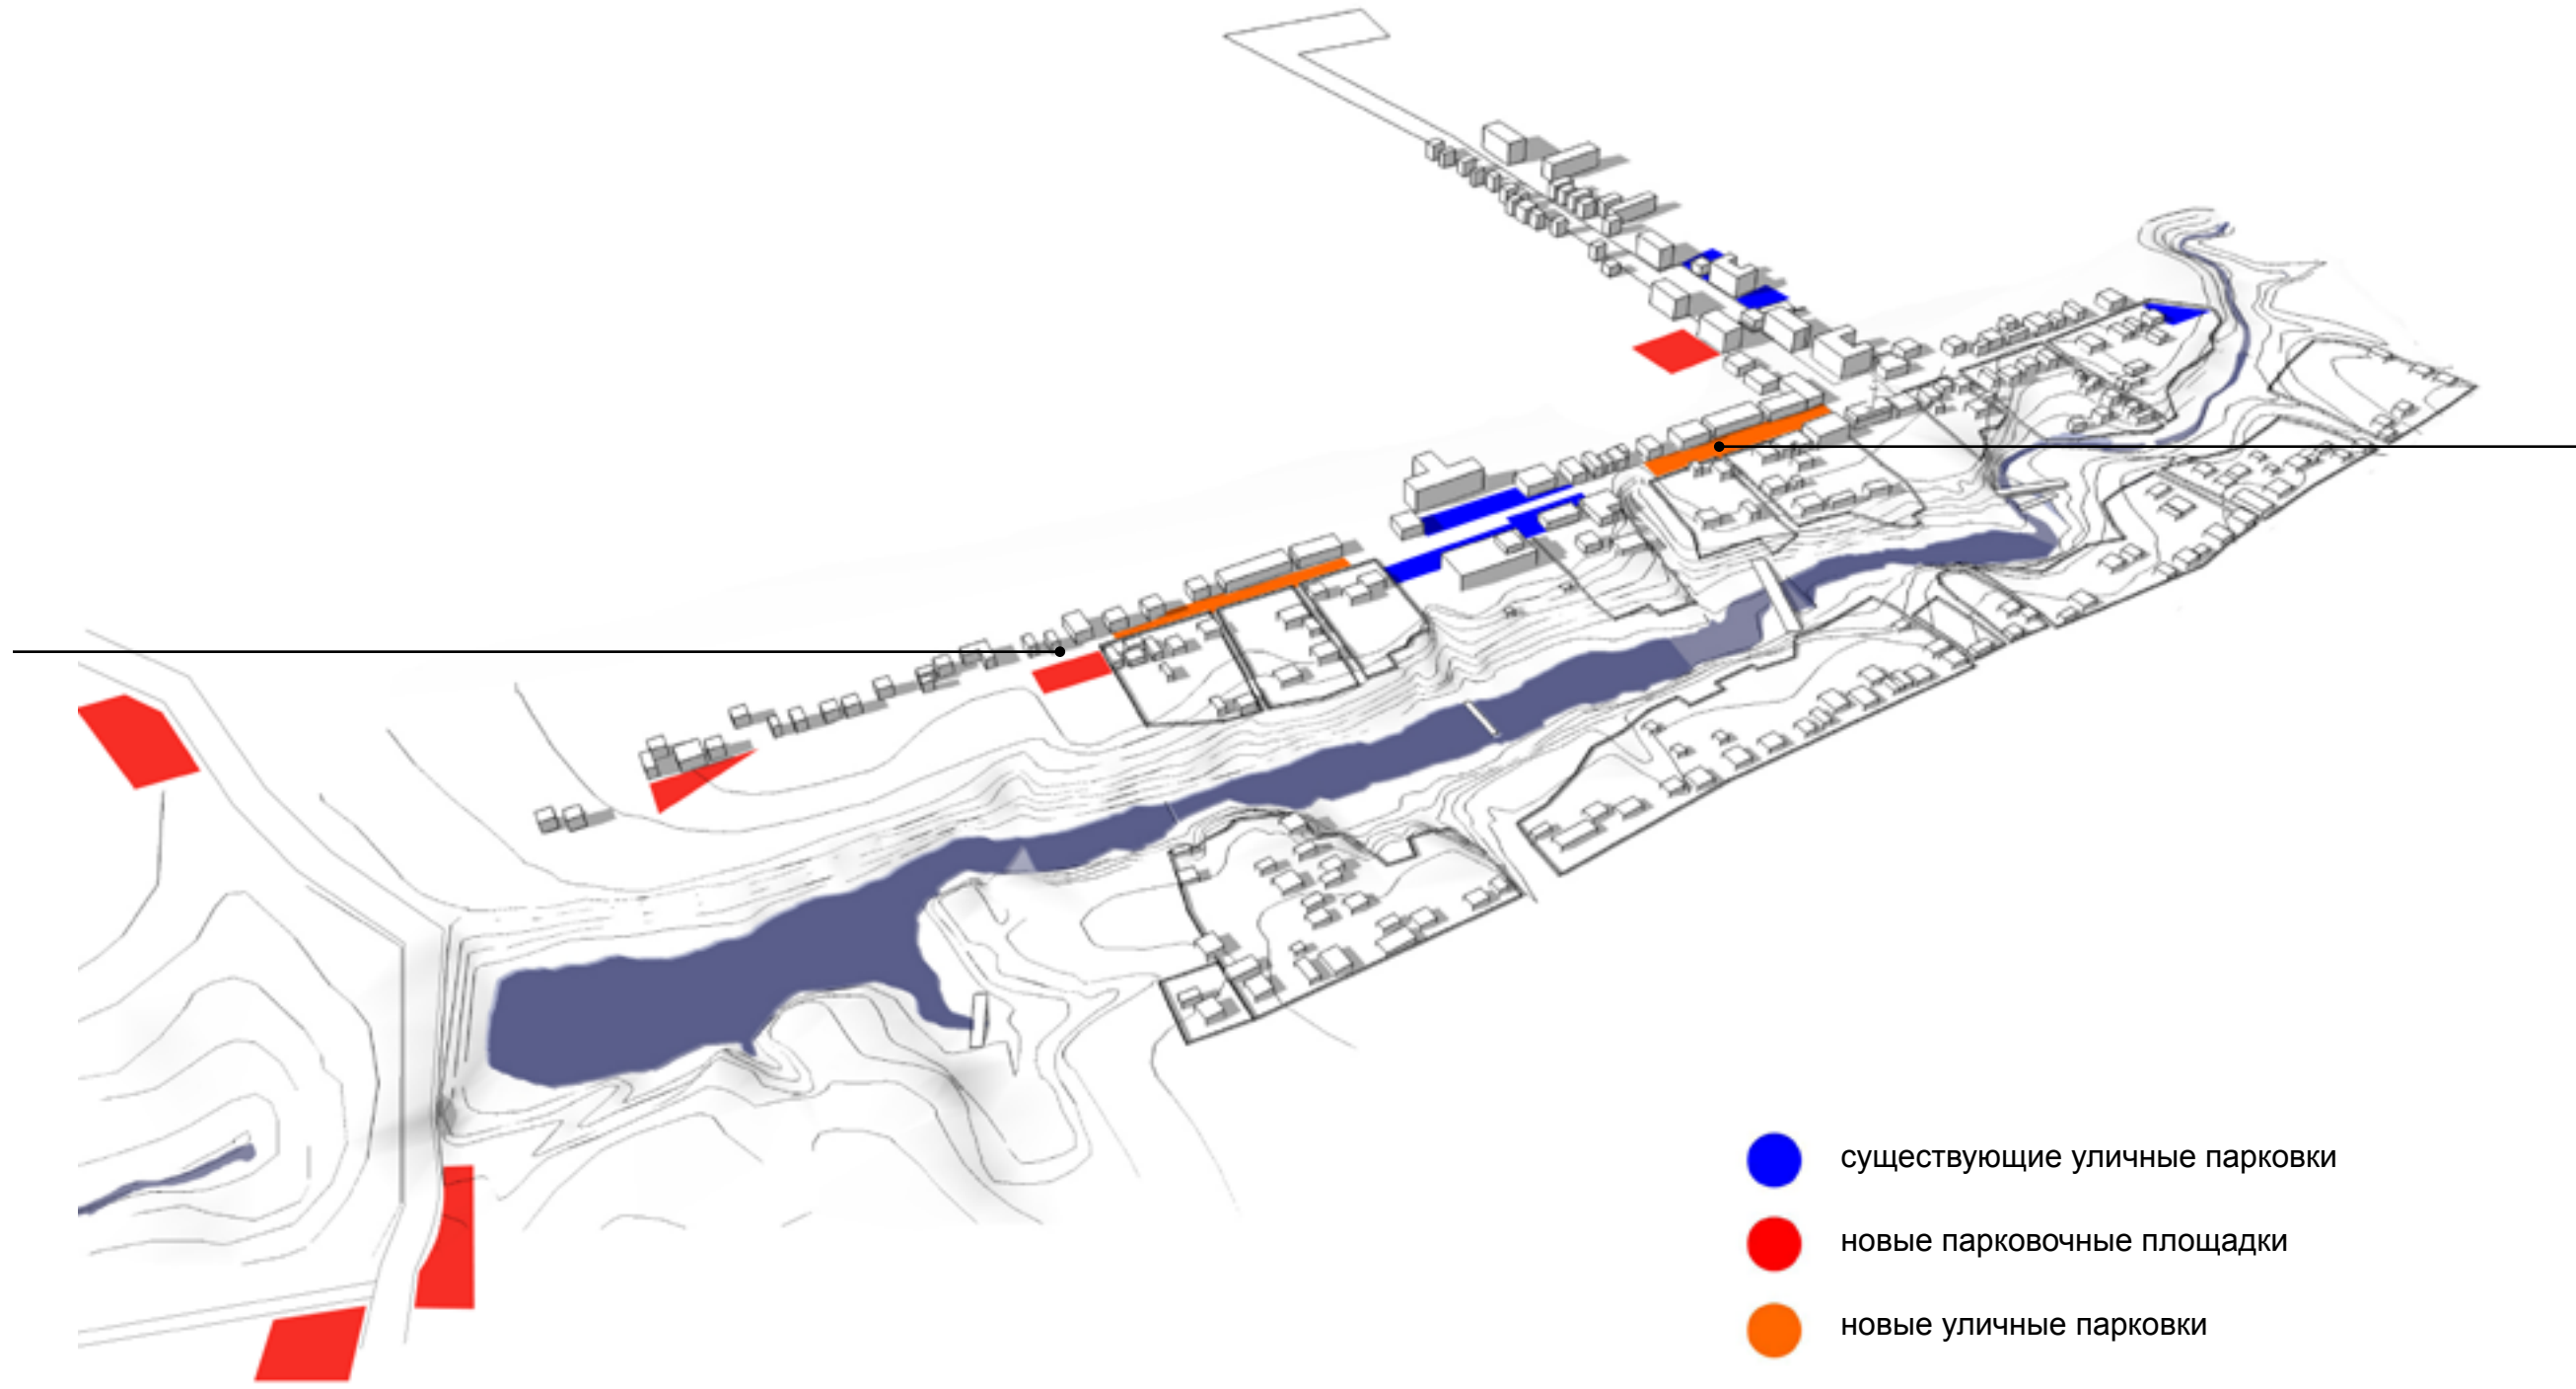 существующие уличные парковки
новые парковочные площадки
новые уличные парковки